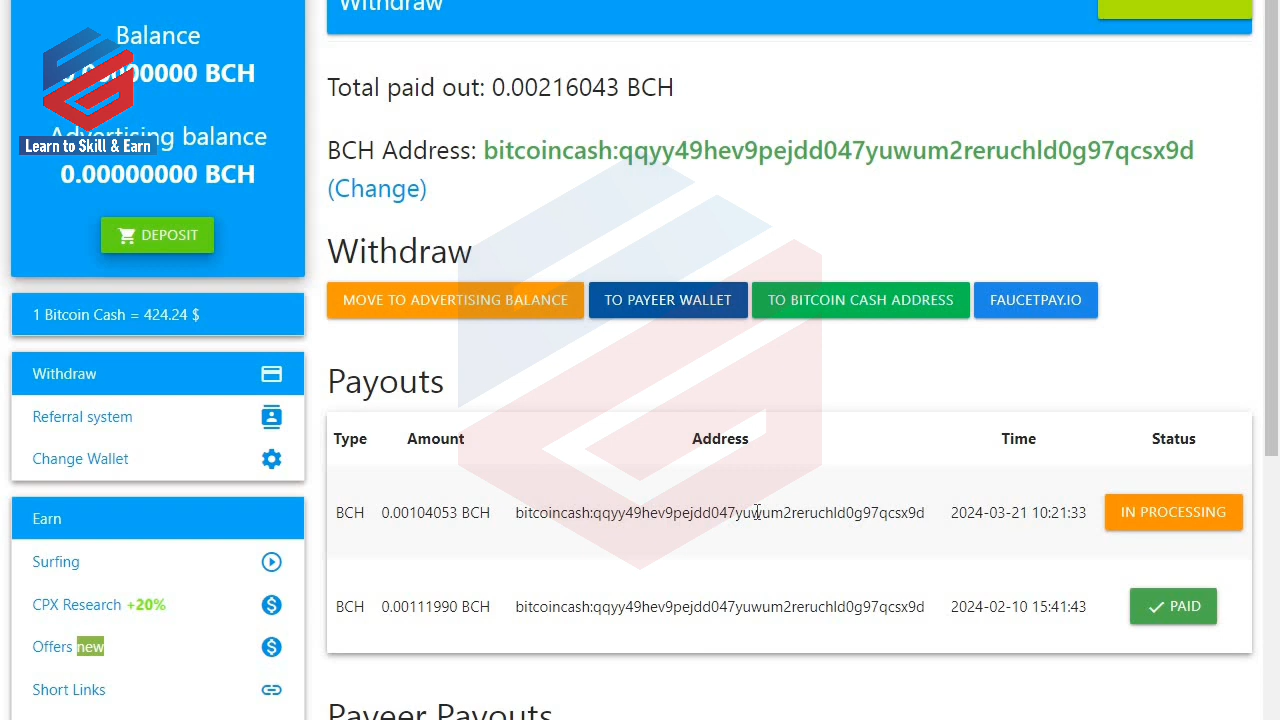 Withdraw
Balance
0.00000000 BCH
Advertising balance
Learn to Skill & Earn
0.00000000 BCH
DEPOSIT
1 Bitcoin Cash = 424.24 $
Withdraw
Referral system
Change Wallet
Earn
Surfing
CPX Research +20%
Offers new
Short Links
Total paid out: 0.00216043 BCH
BCH Address: bitcoincash:qqyy49hev9pejdd047yuwum2reruchld0g97qcsx9d
(Change)
Withdraw
MOVE TO ADVERTISING BALANCE TO PAYEER WALLET TO BITCOIN CASH ADDRESS FAUCETPAY.IO
Payouts
Type Amount Address Time Status
BCH 0.00104053 BCH bitcoincash:qqyy49hev9pejdd047yuwum2reruchld0g97qcsx9d 2024-03-21 10:21:33 IN PROCESSING
BCH 0.00111990 BCH bitcoincash:qqyy49hev9pejdd047yuwum2reruchld0g97qcsx9d 2024-02-10 15:41:43 PAID
Payeer Payouts